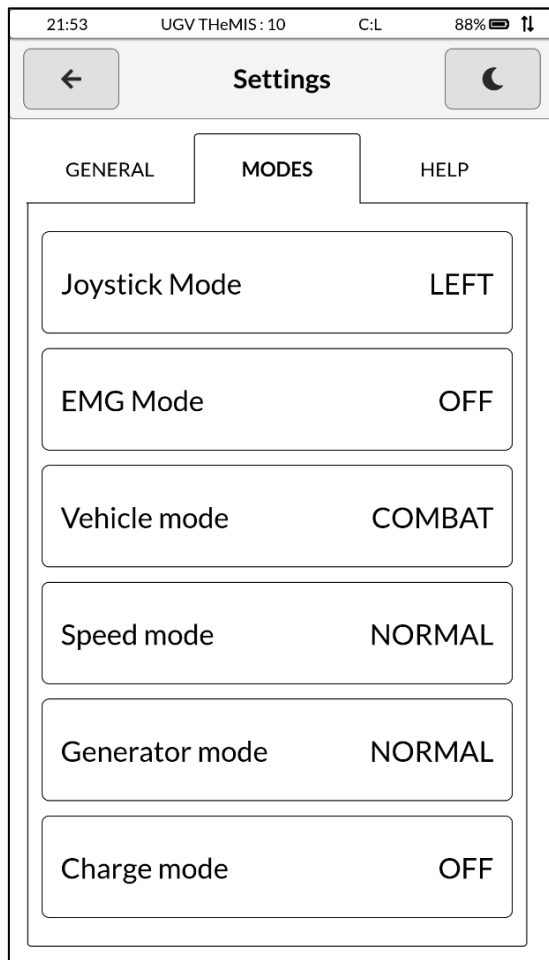 21:53 UGV THeMIS : 10 C:L 88%
Settings
GENERAL MODES HELP
Joystick Mode LEFT
EMG Mode OFF
Vehicle mode COMBAT
Speed mode NORMAL
Generator mode NORMAL
Charge mode OFF